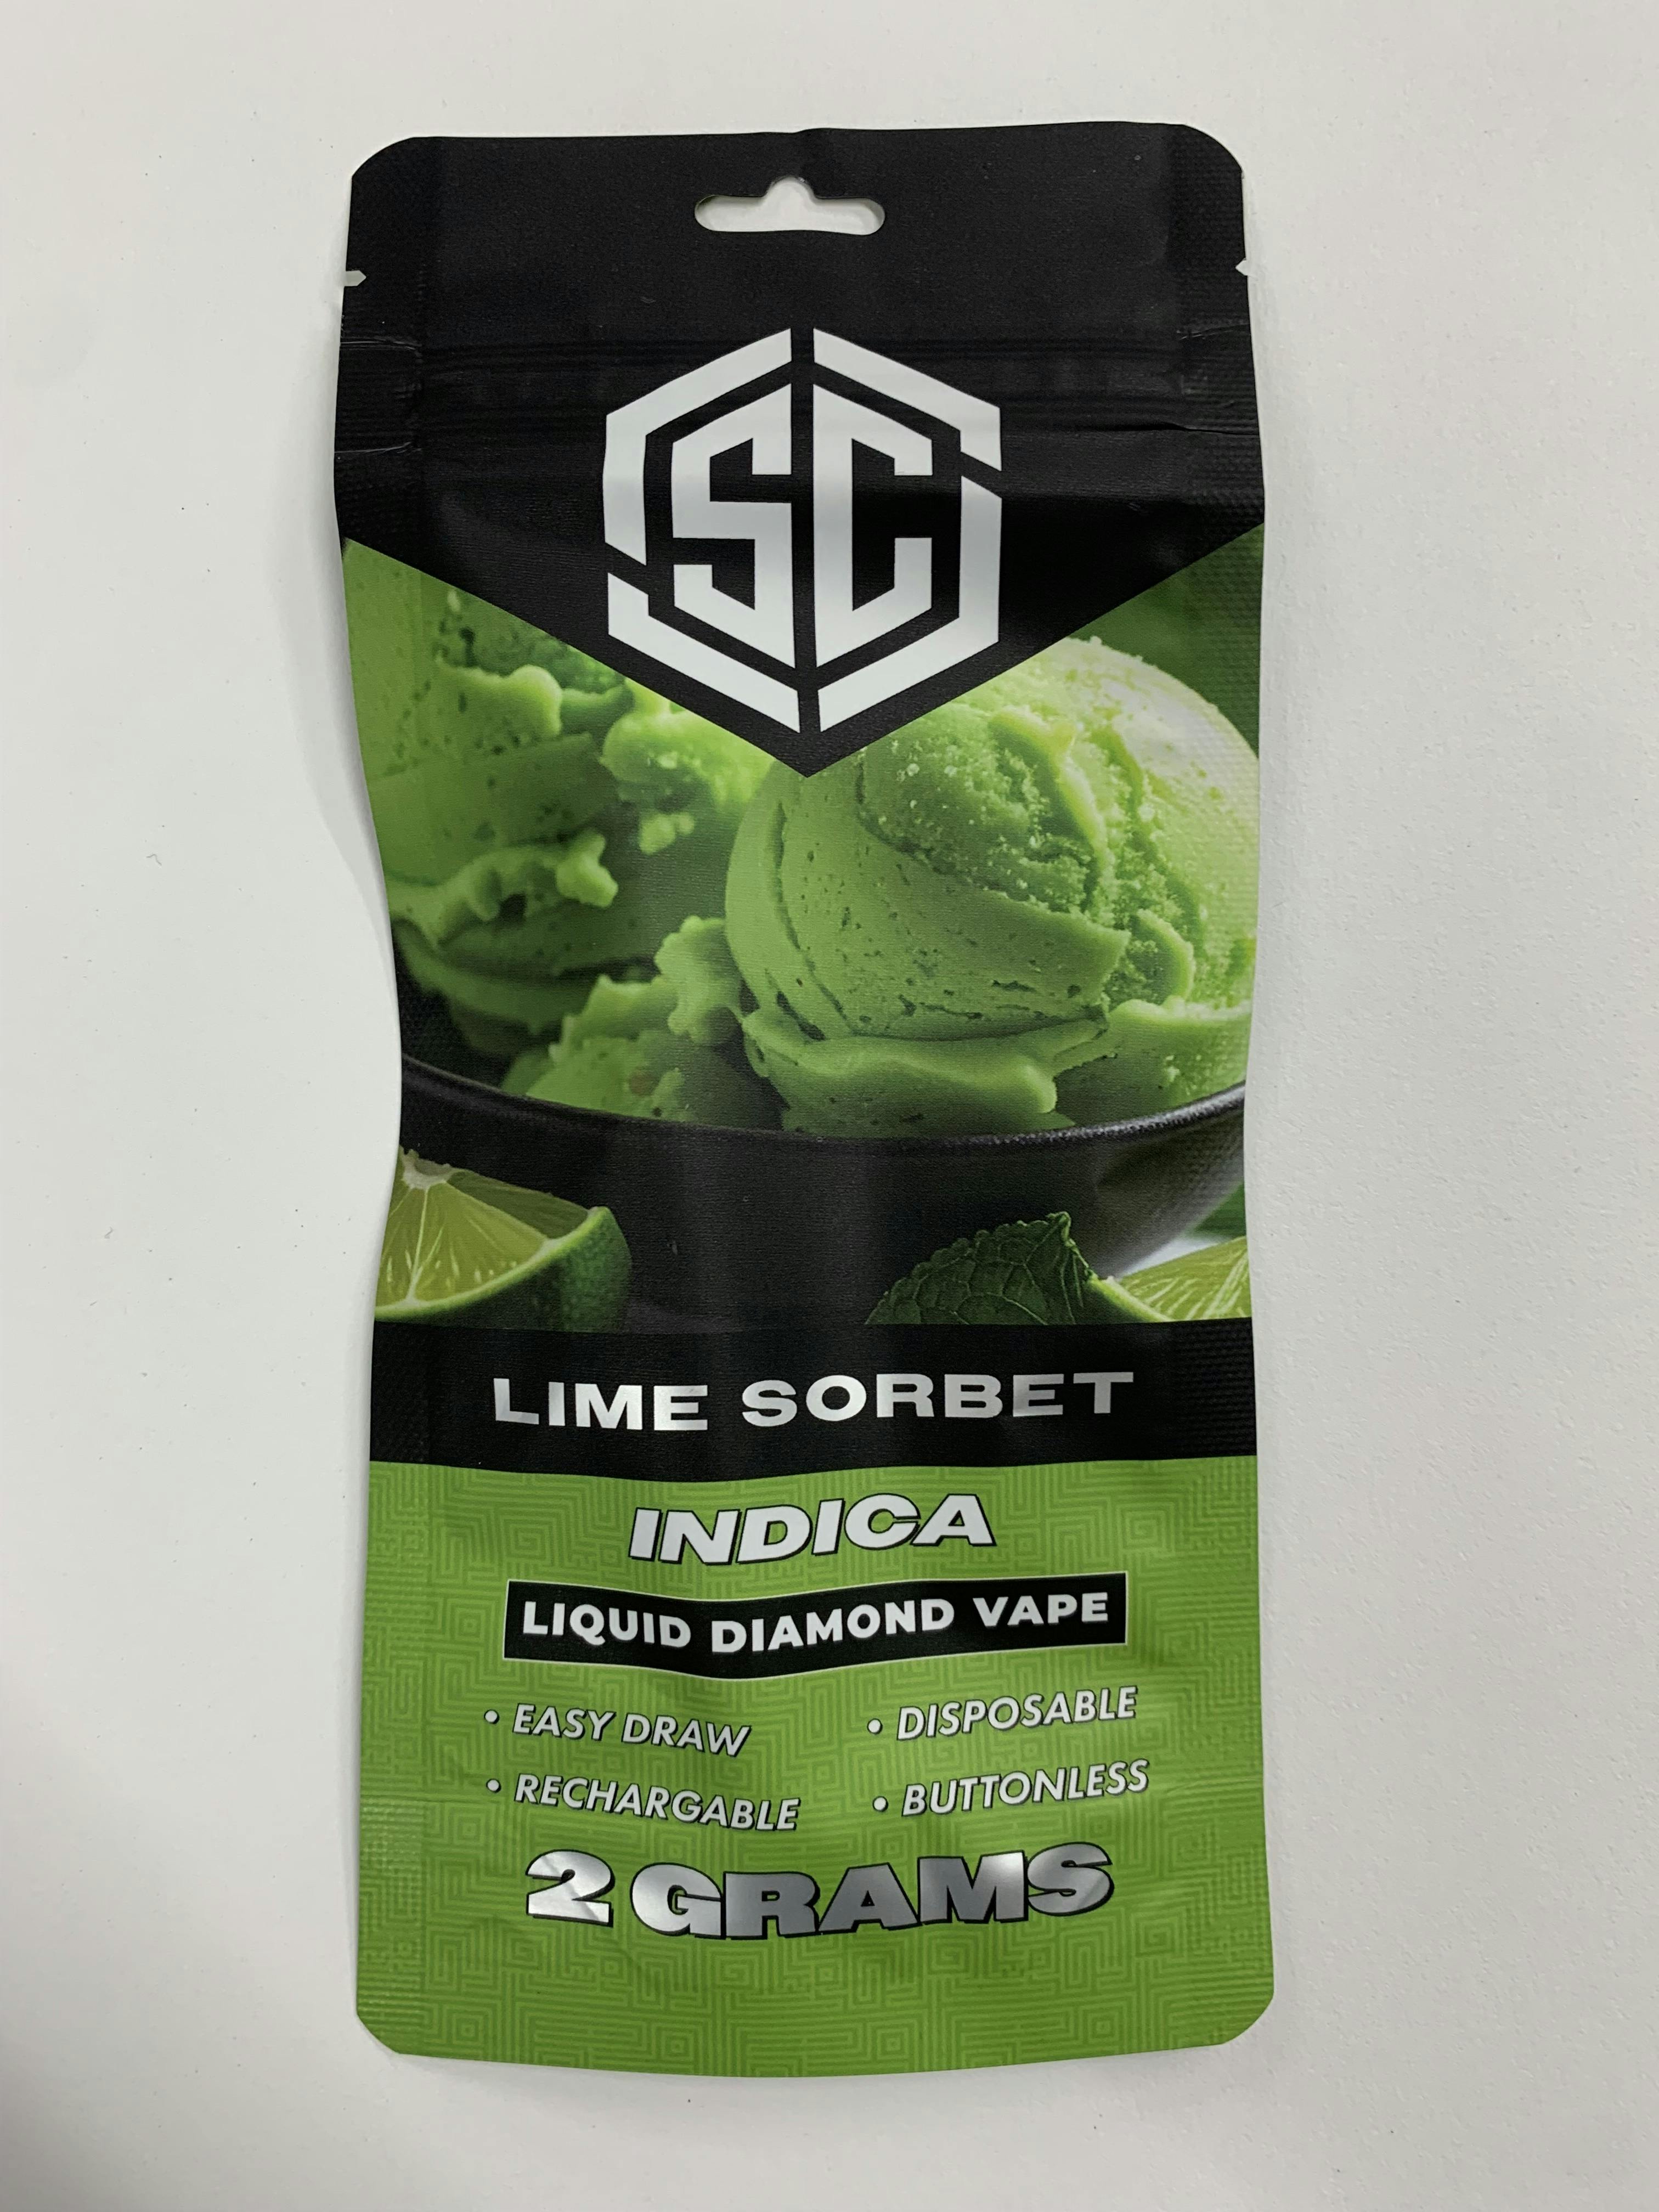 SC
LIME SORBET
INDICA
LIQUID DIAMOND VAPE
• EASY DRAW
• DISPOSABLE
• RECHARGABLE
• BUTTONLESS
2 GRAMS